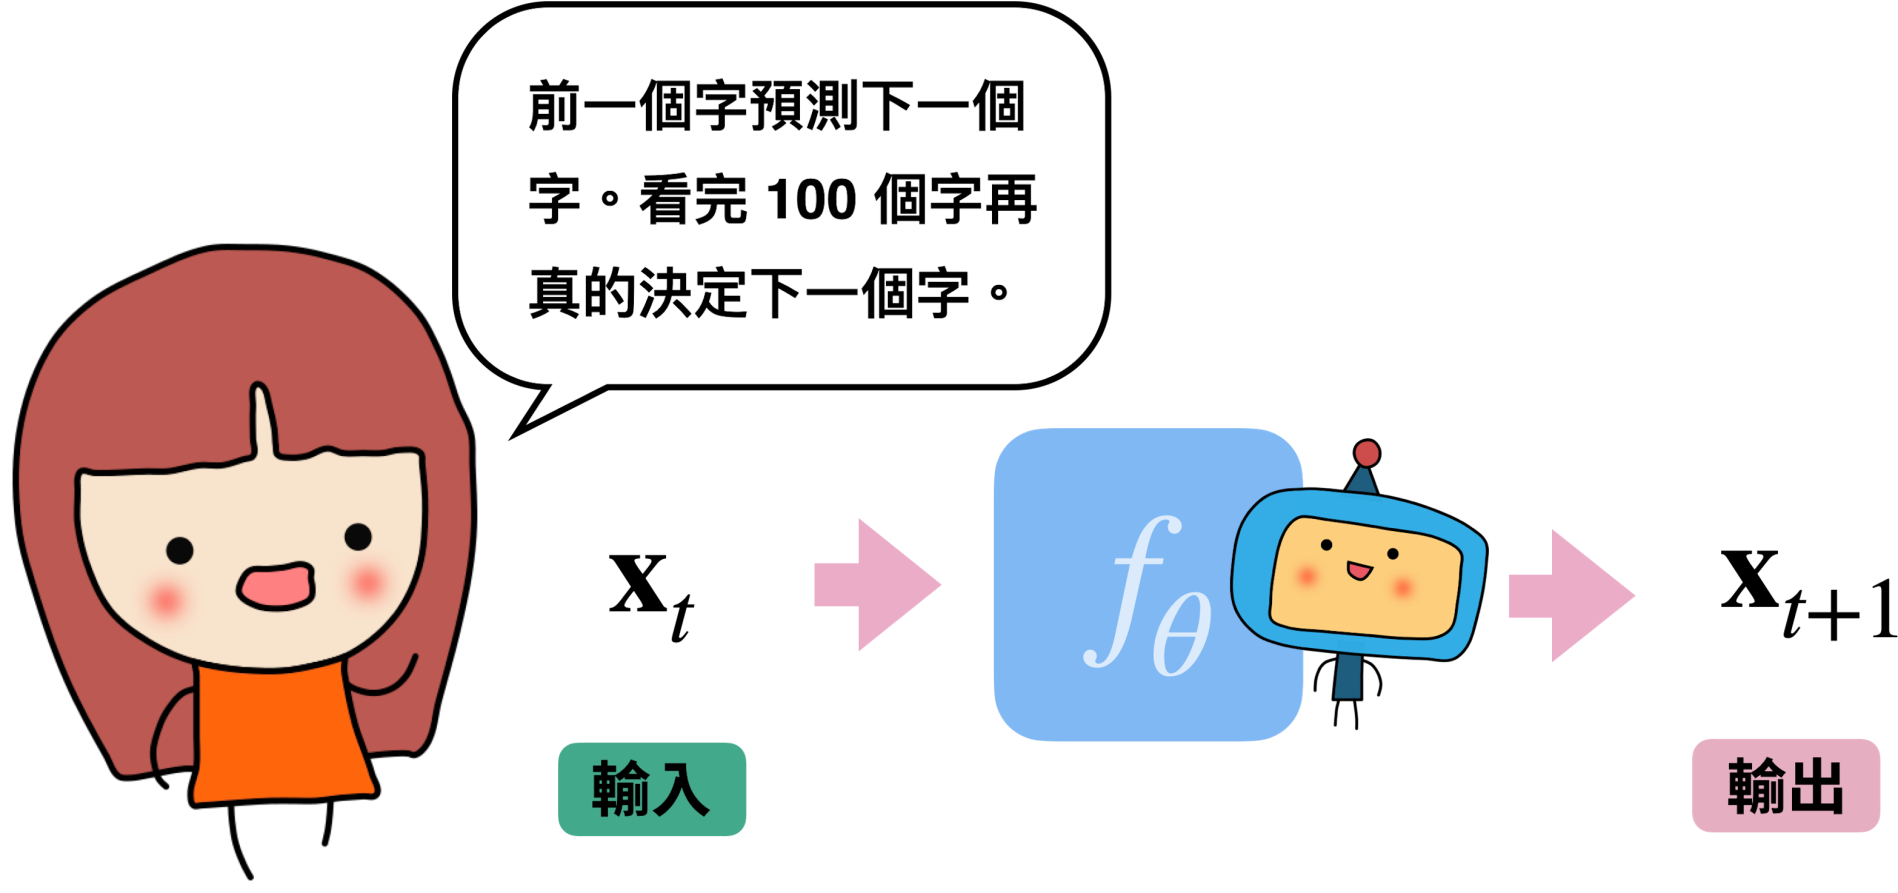 前一個字預測下一個
字。看完 100 個字再
真的決定下一個字。
x_t
f_θ
x_{t+1}
輸入
輸出